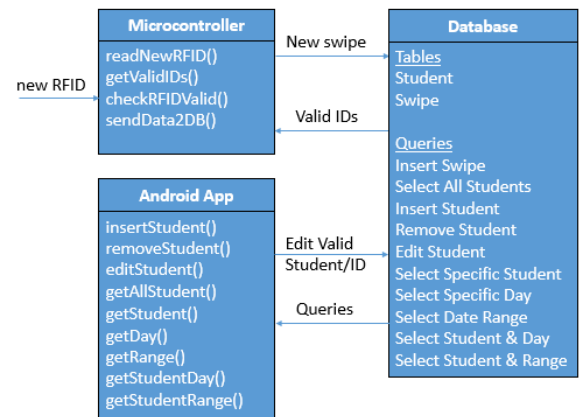 Microcontroller
readNewRFID()
getValidIDs()
checkRFIDValid()
sendData2DB()
new RFID
New swipe
Valid IDs
Database
Tables
Student
Swipe
Queries
Insert Swipe
Select All Students
Insert Student
Remove Student
Edit Student
Select Specific Student
Select Specific Day
Select Date Range
Select Student & Day
Select Student & Range
Android App
insertStudent()
removeStudent()
editStudent()
getAllStudent()
getStudent()
getDay()
getRange()
getStudentDay()
getStudentRange()
Edit Valid
Student/ID
Queries